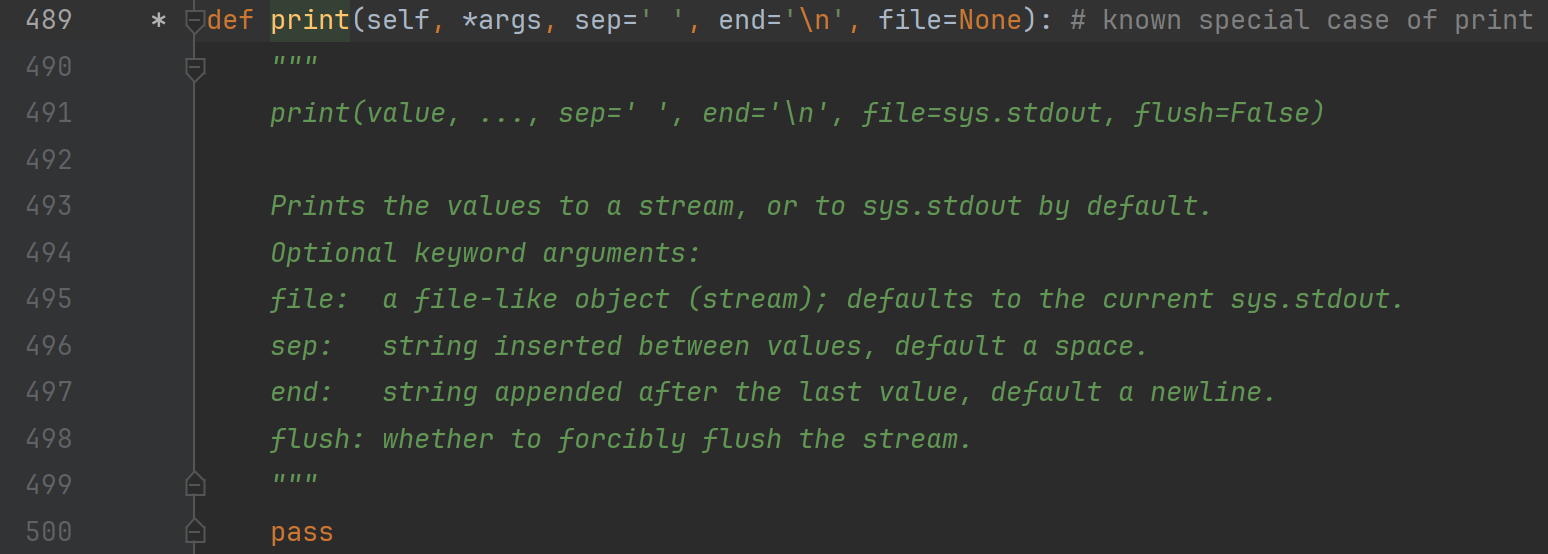 489 * def print(self, *args, sep=' ', end='\n', file=None): # known special case of print
490 """
491 print(value, ..., sep=' ', end='\n', file=sys.stdout, flush=False)
492
493 Prints the values to a stream, or to sys.stdout by default.
494 Optional keyword arguments:
495 file:  a file-like object (stream); defaults to the current sys.stdout.
496 sep:   string inserted between values, default a space.
497 end:   string appended after the last value, default a newline.
498 flush: whether to forcibly flush the stream.
499 """
500 pass